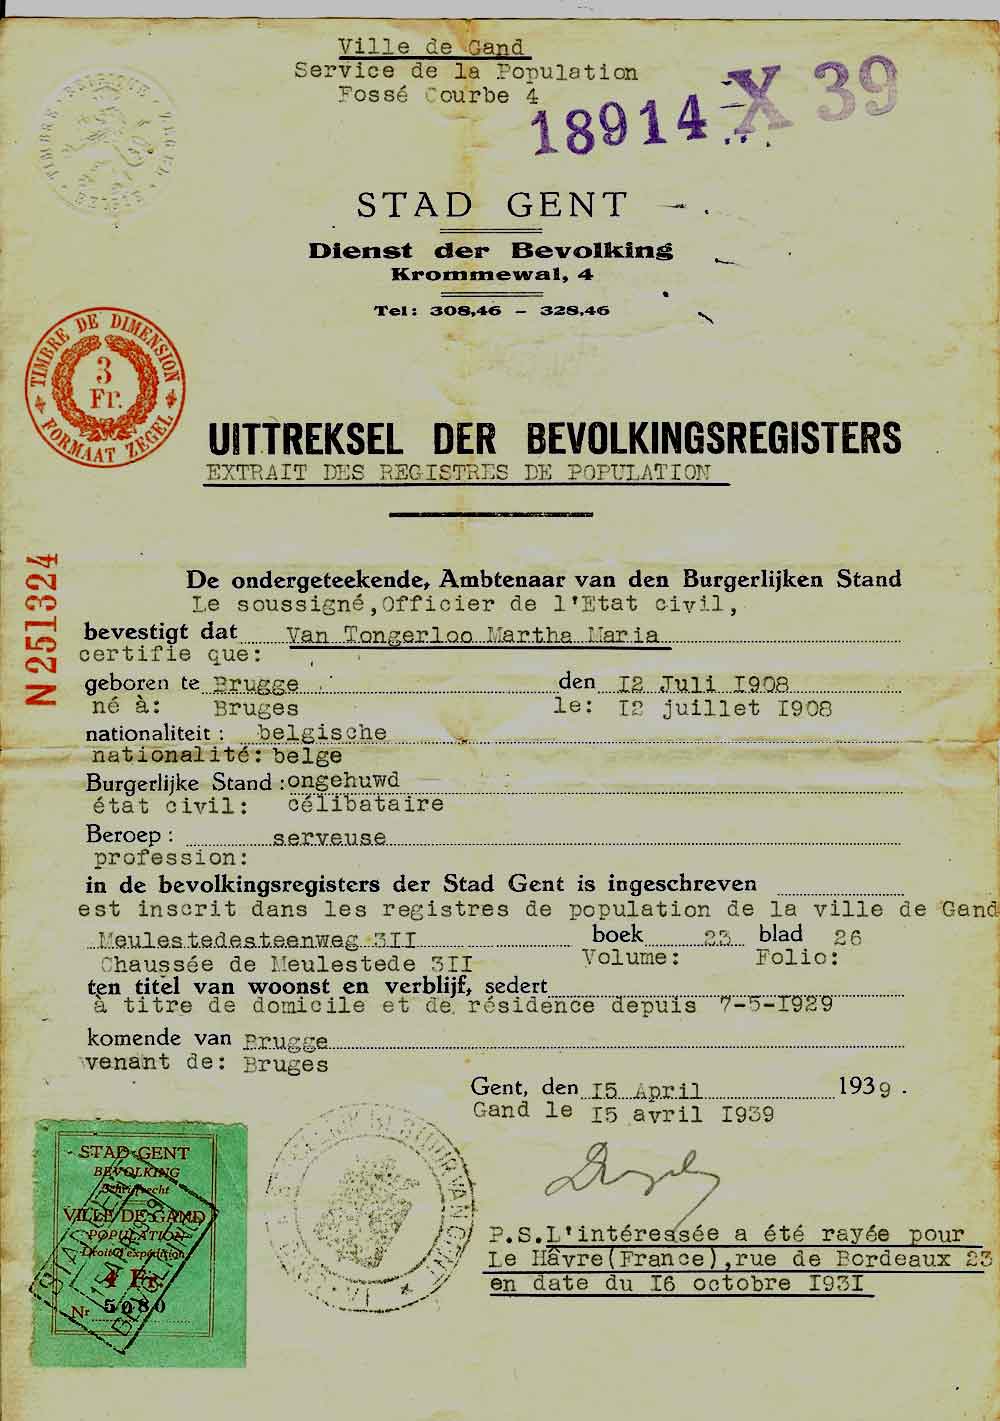 Ville de Gand
Service de la Population
Fossé Courbe 4
18914 X 39
TIMBRE BELGIQUE
ZEGEL BELGIE
STAD GENT
Dienst der Bevolking
Krommewal, 4
Tel: 308,46 - 328,46
TIMBRE DE DIMENSION
3
Fr.
FORMAAT ZEGEL
UITTREKSEL DER BEVOLKINGSREGISTERS
EXTRAIT DES REGISTRES DE POPULATION
N 251324
De ondergeteekende, Ambtenaar van den Burgerlijken Stand
Le soussigné,Officier de l'Etat civil,
bevestigt dat Van Tongerloo Martha Maria
certifie que:
geboren te Brugge den I2 Juli I908
né à: Bruges le: I2 juillet I908
nationaliteit : belgische
nationalité: belge
Burgerlijke Stand : ongehuwd
état civil: célibataire
Beroep : serveuse
profession:
in de bevolkingsregisters der Stad Gent is ingeschreven
est inscrit dans les registres de population de la ville de Gand
Meulestedesteenweg 3II boek 23 blad 26
Chaussée de Meulestede 3II Volume: Folio:
ten titel van woonst en verblijf, sedert
à titre de domicile et de résidence depuis 7-5-I929
komende van Brugge
venant de: Bruges
Gent, den I5 April 1939.
Gand le I5 avril I939
P.S.L'intéressée a été rayée pour
Le Hâvre(France),rue de Bordeaux 23
en date du I6 octobre I93I
STAD GENT
BEVOLKING
Schrijfrecht
VILLE DE GAND
POPULATION
Droit d'expédition
4 Fr.
Nr 5080